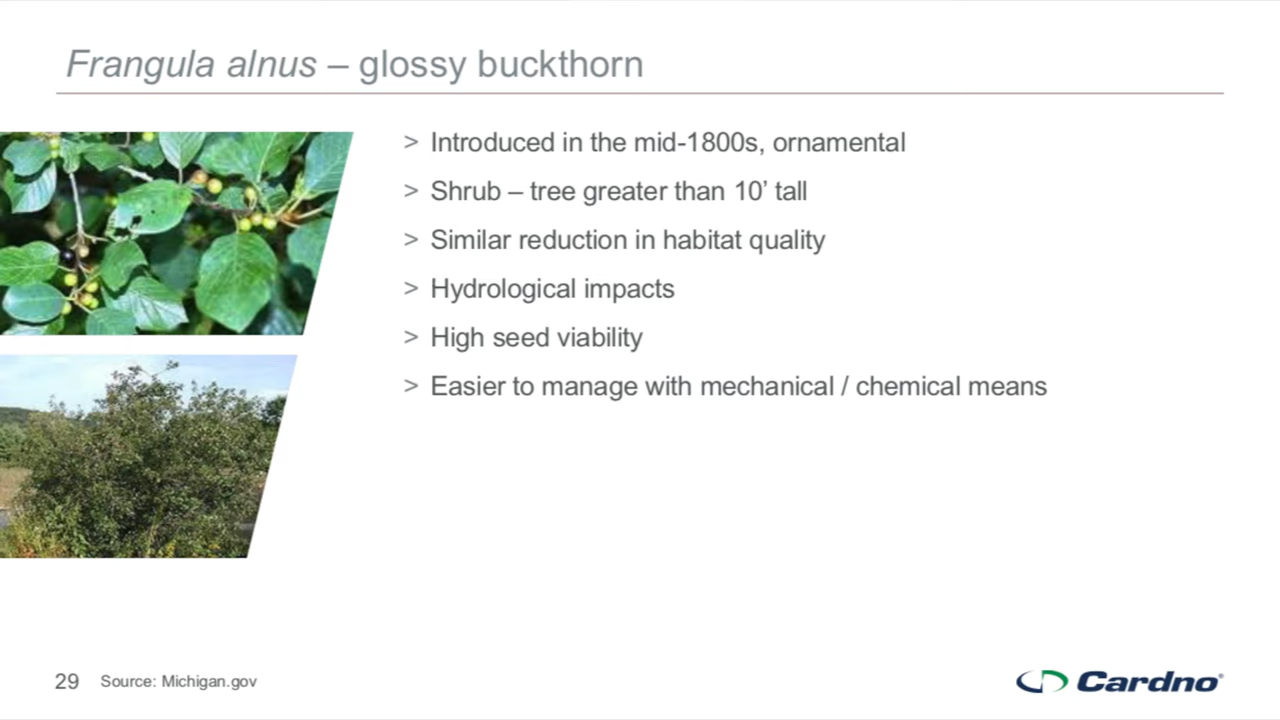 Frangula alnus – glossy buckthorn
> Introduced in the mid-1800s, ornamental
> Shrub – tree greater than 10’ tall
> Similar reduction in habitat quality
> Hydrological impacts
> High seed viability
> Easier to manage with mechanical / chemical means
29 Source: Michigan.gov
Cardno®